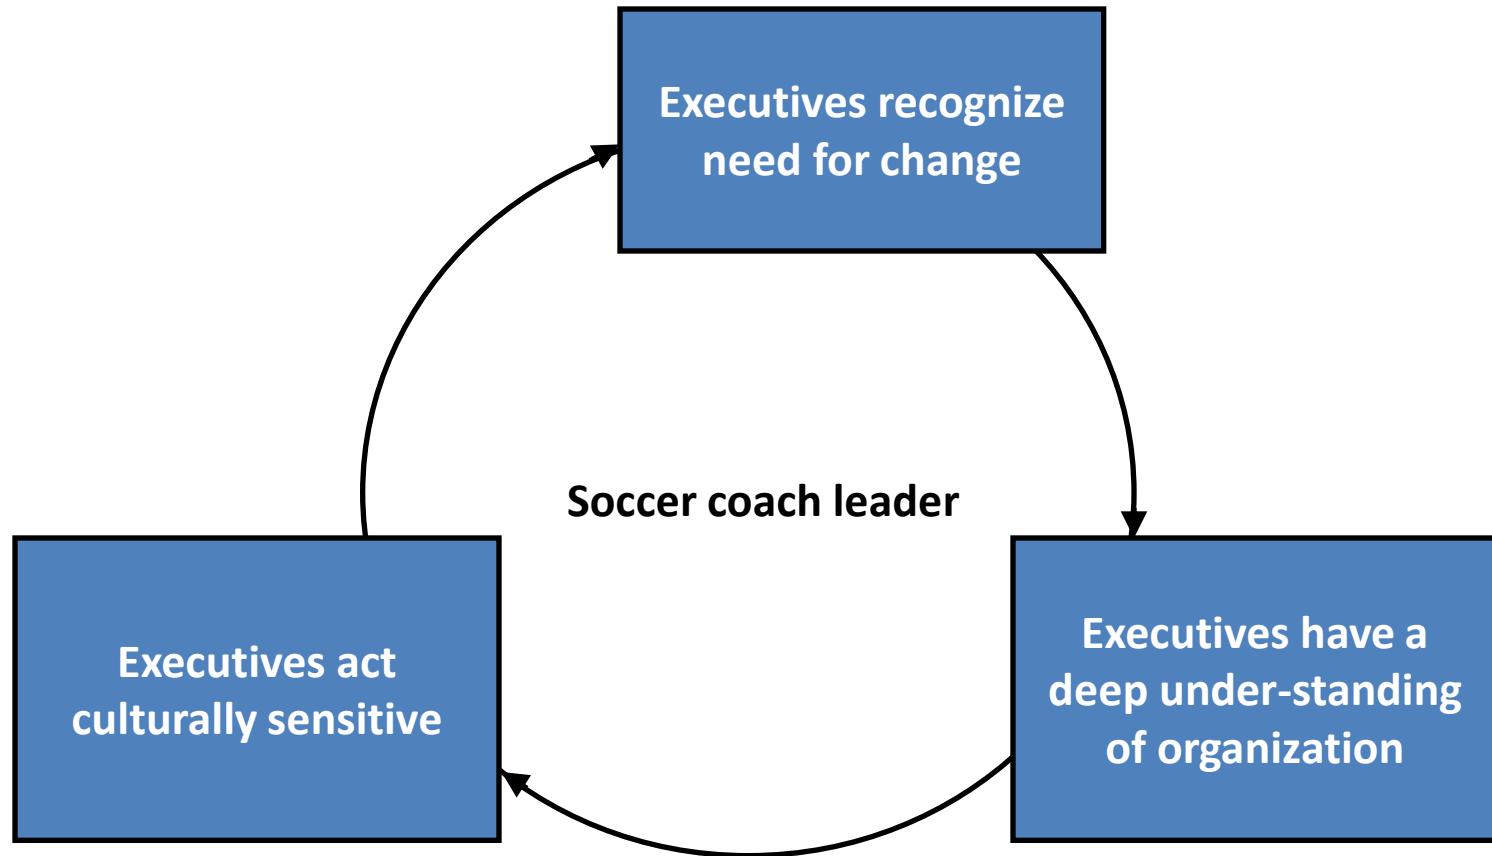 Executives recognize
need for change
Soccer coach leader
Executives act
culturally sensitive
Executives have a
deep under-standing
of organization